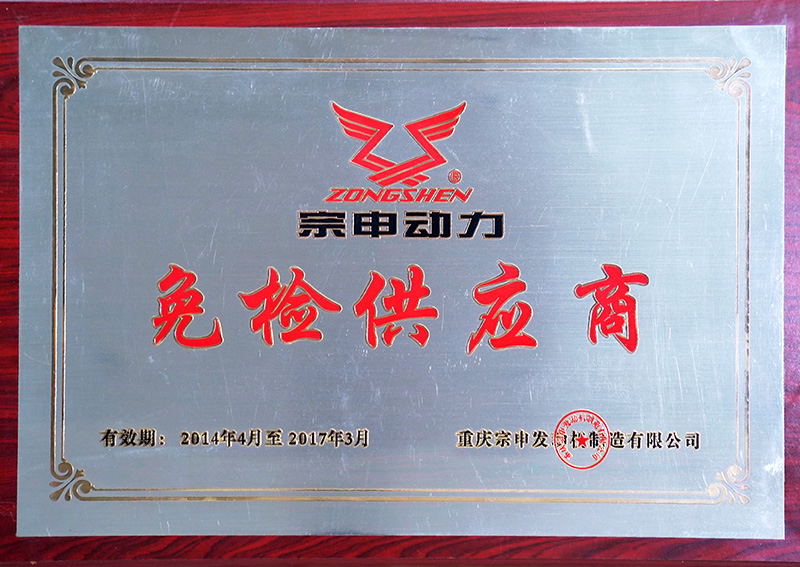 ZONGSHEN
®
宗申动力
免检供应商
有效期：2014年4月至2017年3月
重庆宗申发动机制造有限公司